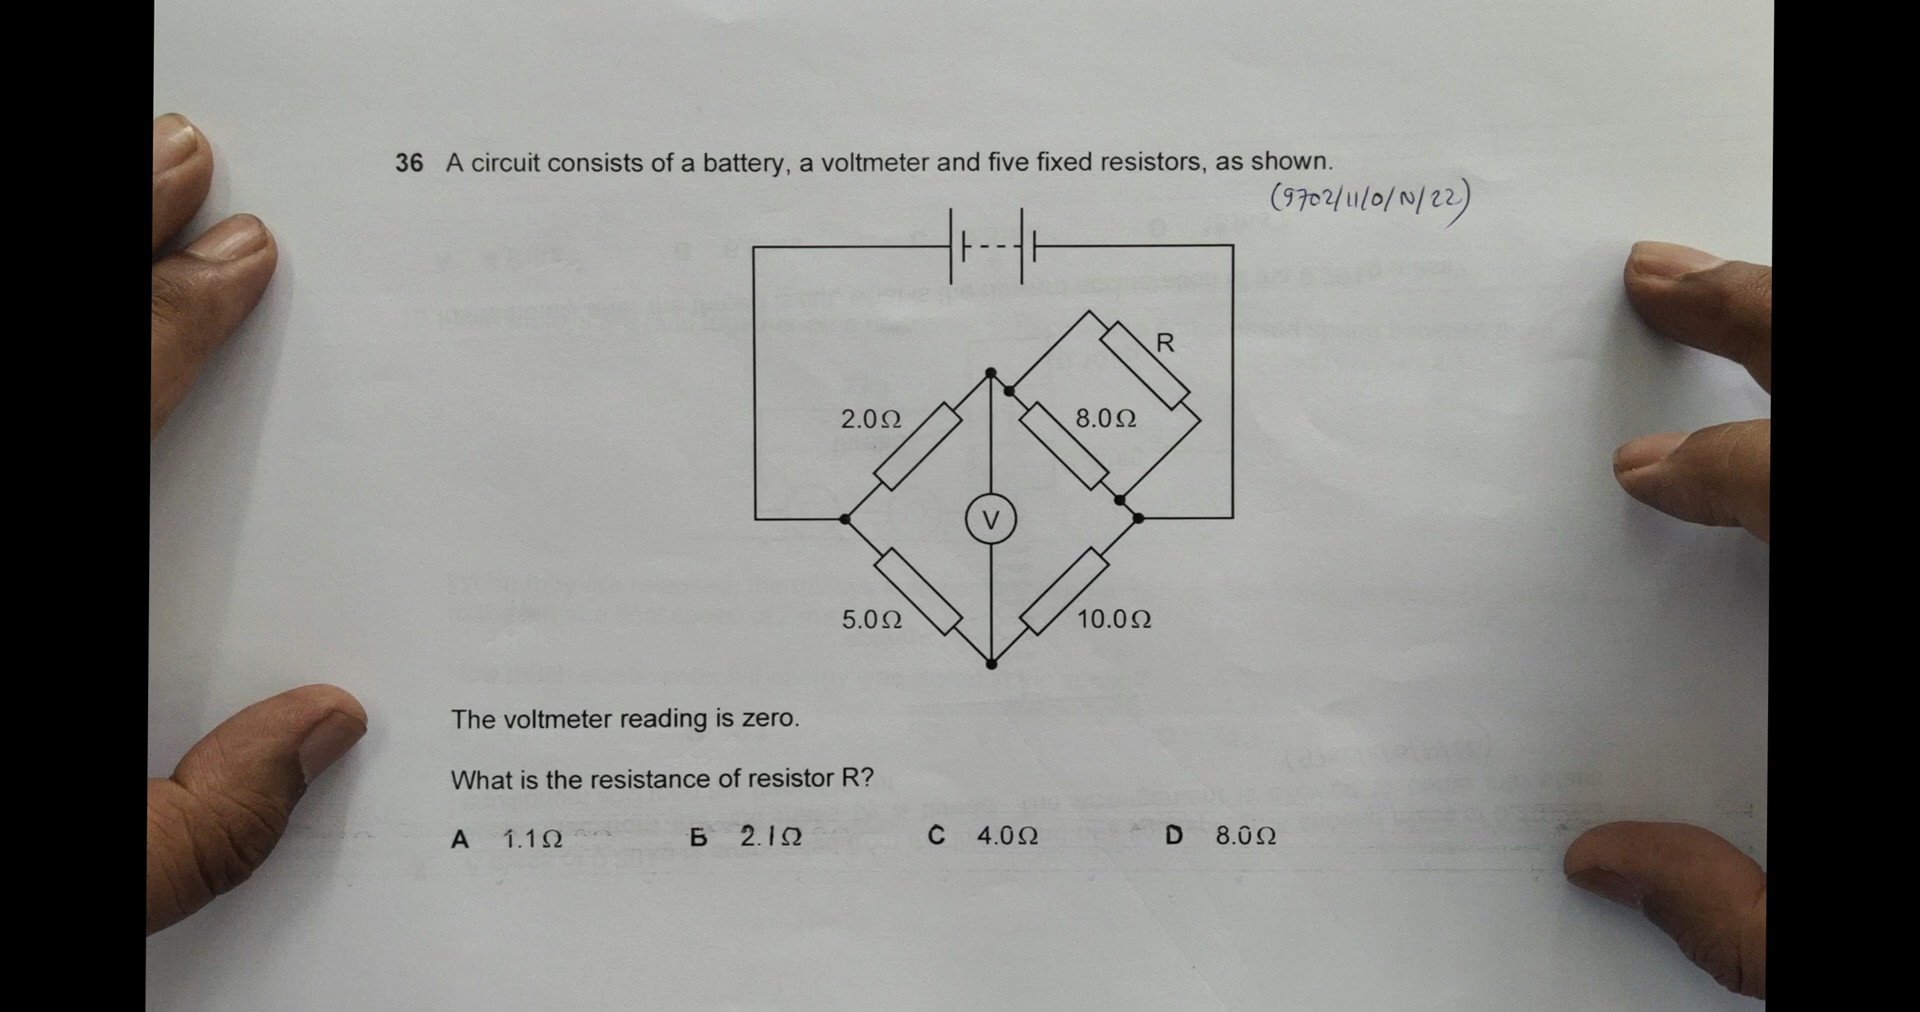 36 A circuit consists of a battery, a voltmeter and five fixed resistors, as shown.
(9702/11/O/N/22)
R
2.0Ω
8.0Ω
V
5.0Ω
10.0Ω
The voltmeter reading is zero.
What is the resistance of resistor R?
A 1.1Ω B 2.1Ω C 4.0Ω D 8.0Ω